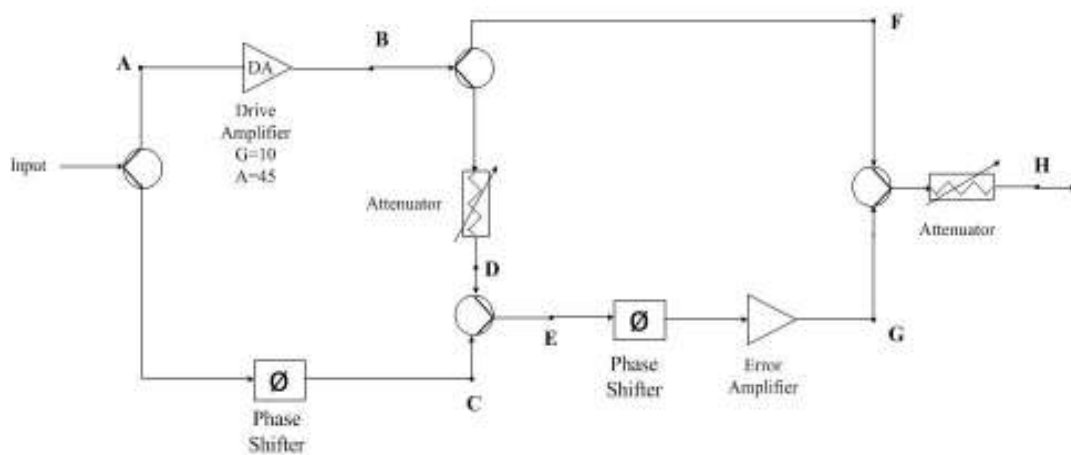 F
B
A
DA
Drive
Amplifier
G=10
A=45
Input
H
Attenuator
Attenuator
D
Ø
E
G
Phase
Shifter
Error
Amplifier
Ø
C
Phase
Shifter